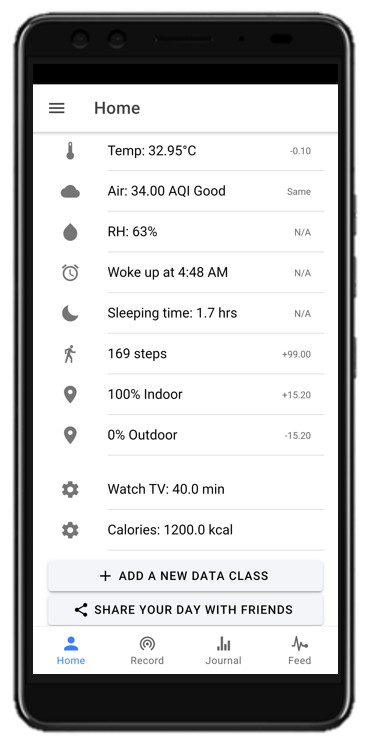 Home
Temp: 32.95°C -0.10
Air: 34.00 AQI Good Same
RH: 63% N/A
Woke up at 4:48 AM N/A
Sleeping time: 1.7 hrs N/A
169 steps +99.00
100% Indoor +15.20
0% Outdoor -15.20
Watch TV: 40.0 min
Calories: 1200.0 kcal
+ ADD A NEW DATA CLASS
SHARE YOUR DAY WITH FRIENDS
Home Record Journal Feed